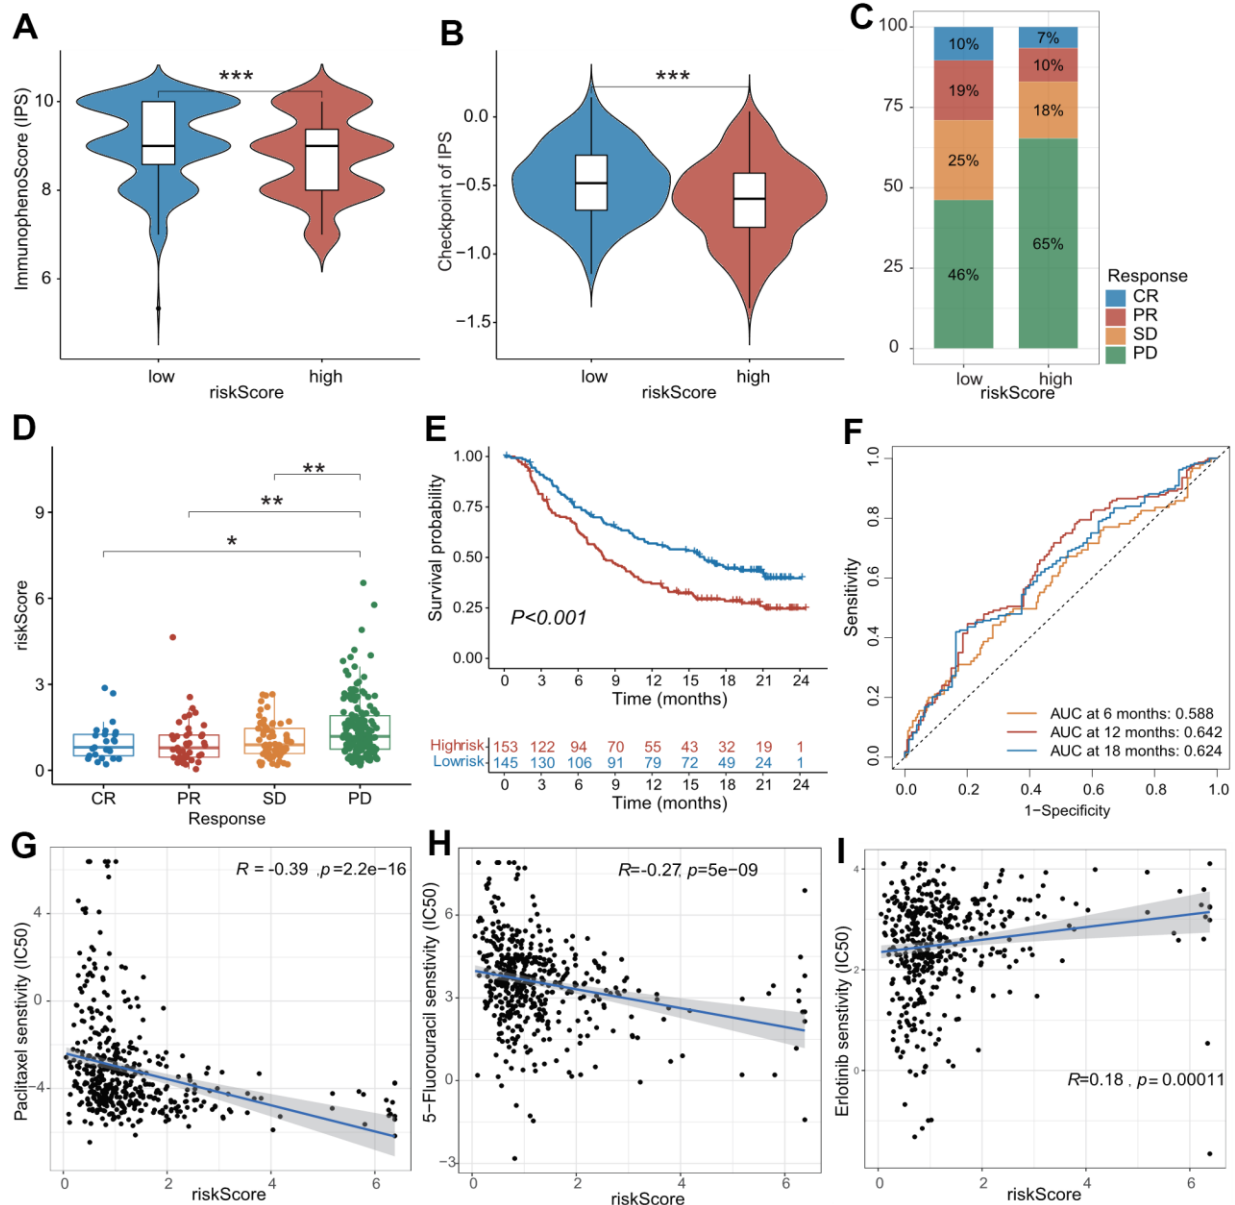 A
ImmunophenoScore (IPS)
10
8
6
***
low
high
riskScore
B
Checkpoint of IPS
0.0
−0.5
−1.0
−1.5
***
low
high
riskScore
C
100
75
50
25
0
10%
19%
25%
46%
7%
10%
18%
65%
low
high
riskScore
Response
CR
PR
SD
PD
D
riskScore
9
6
3
0
**
**
*
CR
PR
SD
PD
Response
E
Survival probability
1.00
0.75
0.50
0.25
0.00
P<0.001
0 3 6 9 12 15 18 21 24
Time (months)
Highrisk 153 122 94 70 55 43 32 19 1
Lowrisk 145 130 106 91 79 72 49 24 1
0 3 6 9 12 15 18 21 24
Time (months)
F
Sensitivity
1.0
0.8
0.6
0.4
0.2
0.0
AUC at 6 months: 0.588
AUC at 12 months: 0.642
AUC at 18 months: 0.624
0.0 0.2 0.4 0.6 0.8 1.0
1−Specificity
G
Paclitaxel senstivity (IC50)
R = -0.39 ,p=2.2e−16
4
0
−4
0 2 4 6
riskScore
H
5−Fluorouracil senstivity (IC50)
R=-0.27, p=5e−09
6
3
0
−3
0 2 4 6
riskScore
I
Erlotinib senstivity (IC50)
4
2
0
R=0.18 , p= 0.00011
0 2 4 6
riskScore